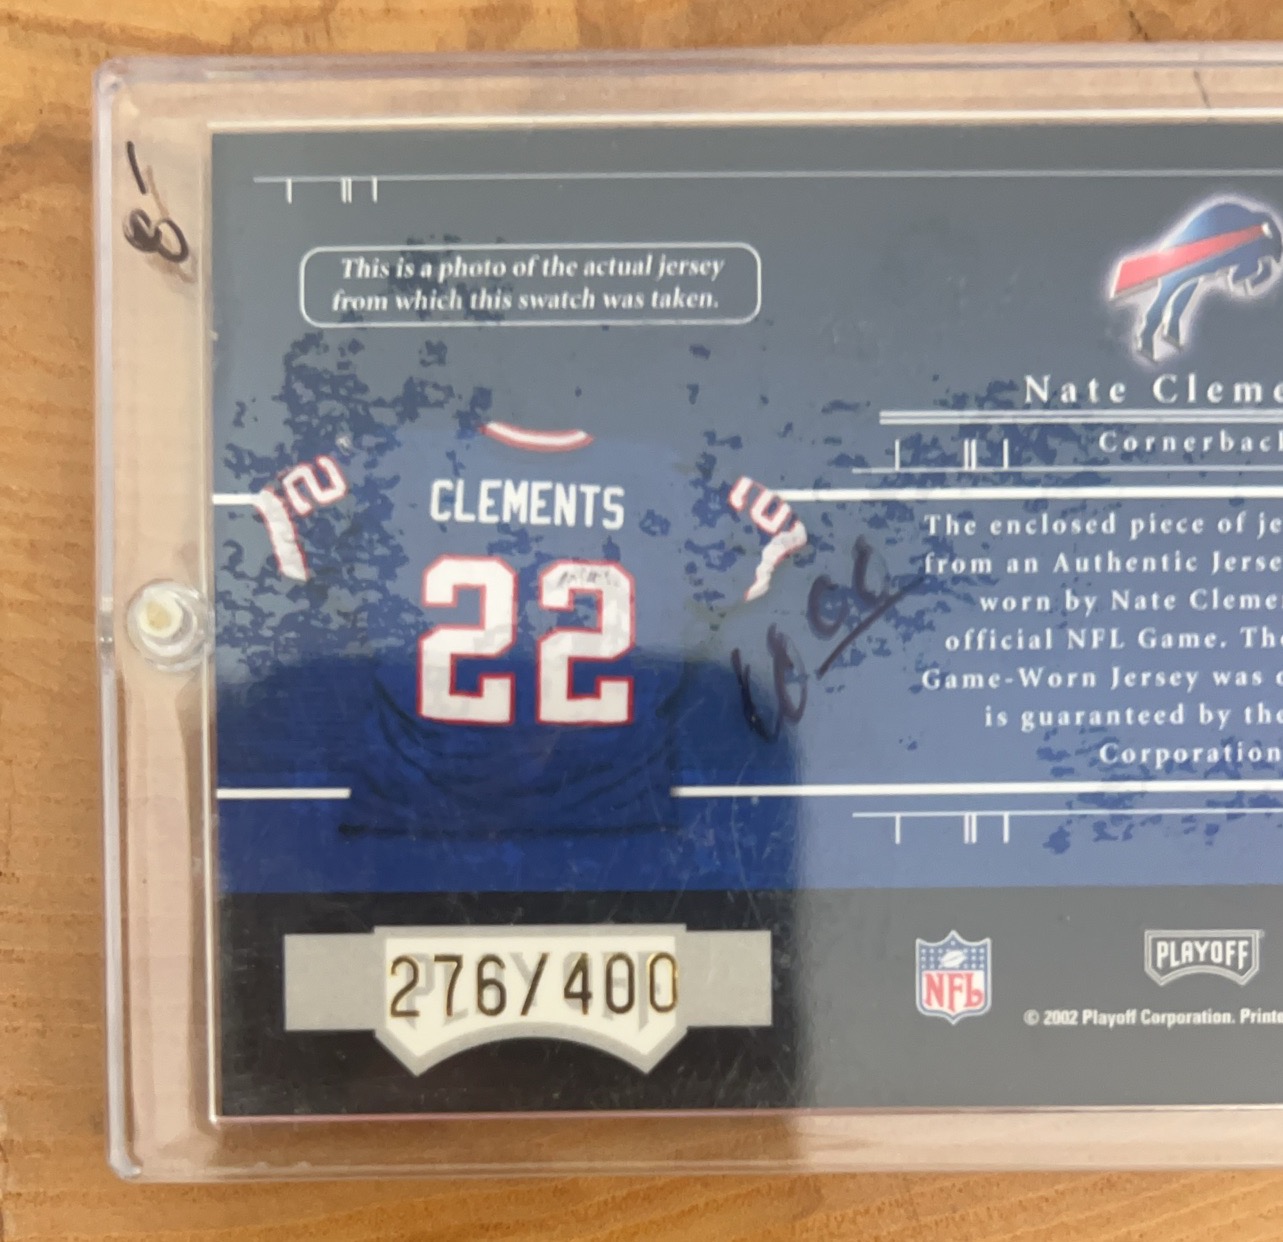 8-
This is a photo of the actual jersey
from which this swatch was taken.
Nate Cleme
Cornerbac
CLEMENTS
22
The enclosed piece of je
from an Authentic Jerse
worn by Nate Cleme
official NFL Game. The
Game-Worn Jersey was
is guaranteed by the
Corporation
276/400
NFL
PLAYOFF
© 2002 Playoff Corporation. Printe